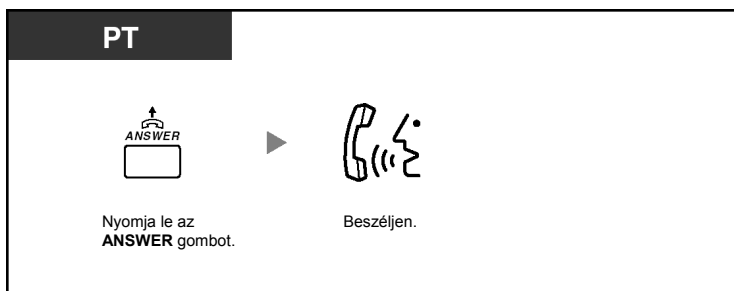 PT
ANSWER
Nyomja le az
ANSWER gombot.
Beszéljen.